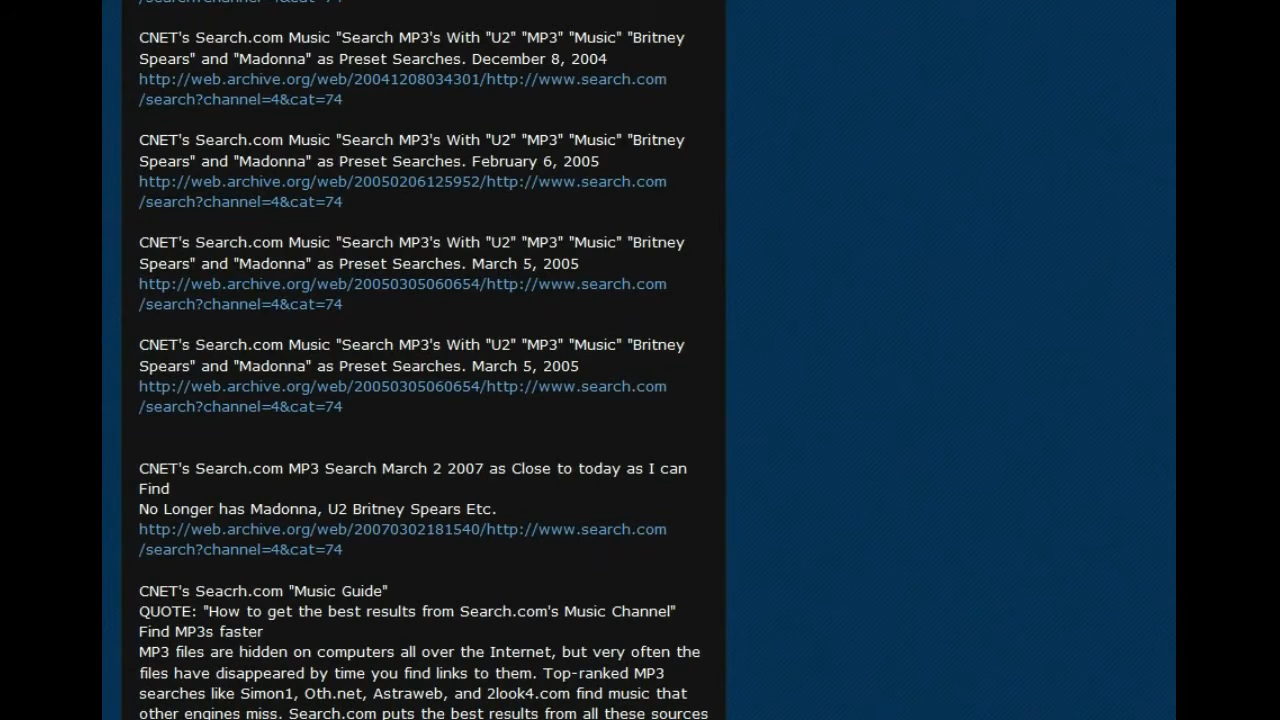 CNET's Search.com Music "Search MP3's With "U2" "MP3" "Music" "Britney
Spears" and "Madonna" as Preset Searches. December 8, 2004
http://web.archive.org/web/20041208034301/http://www.search.com
/search?channel=4&cat=74
CNET's Search.com Music "Search MP3's With "U2" "MP3" "Music" "Britney
Spears" and "Madonna" as Preset Searches. February 6, 2005
http://web.archive.org/web/20050206125952/http://www.search.com
/search?channel=4&cat=74
CNET's Search.com Music "Search MP3's With "U2" "MP3" "Music" "Britney
Spears" and "Madonna" as Preset Searches. March 5, 2005
http://web.archive.org/web/20050305060654/http://www.search.com
/search?channel=4&cat=74
CNET's Search.com Music "Search MP3's With "U2" "MP3" "Music" "Britney
Spears" and "Madonna" as Preset Searches. March 5, 2005
http://web.archive.org/web/20050305060654/http://www.search.com
/search?channel=4&cat=74
CNET's Search.com MP3 Search March 2 2007 as Close to today as I can
Find
No Longer has Madonna, U2 Britney Spears Etc.
http://web.archive.org/web/20070302181540/http://www.search.com
/search?channel=4&cat=74
CNET's Seacrh.com "Music Guide"
QUOTE: "How to get the best results from Search.com's Music Channel"
Find MP3s faster
MP3 files are hidden on computers all over the Internet, but very often the
files have disappeared by time you find links to them. Top-ranked MP3
searches like Simon1, Oth.net, Astraweb, and 2look4.com find music that
other engines miss. Search.com puts the best results from all these sources